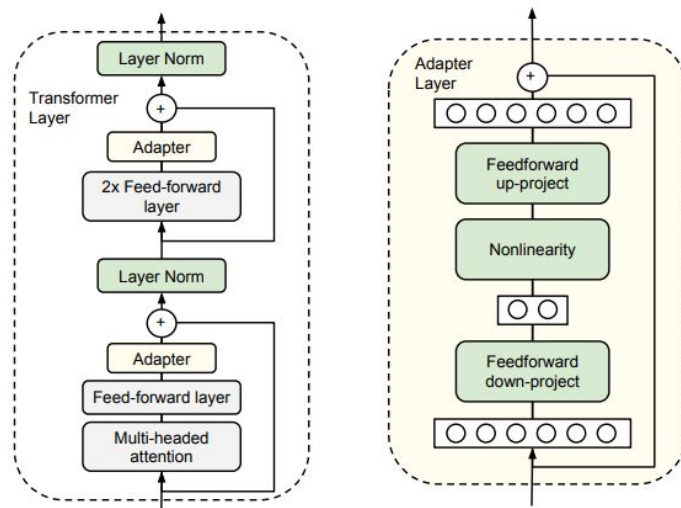 Layer Norm
Transformer
Layer
+
Adapter
2x Feed-forward
layer
Layer Norm
+
Adapter
Feed-forward layer
Multi-headed
attention
Adapter
Layer
+
Feedforward
up-project
Nonlinearity
Feedforward
down-project